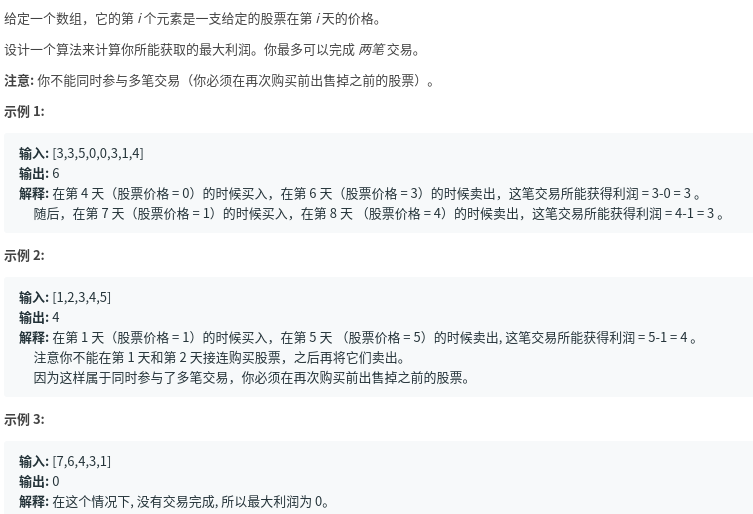 给定一个数组，它的第 i 个元素是一支给定的股票在第 i 天的价格。
设计一个算法来计算你所能获取的最大利润。你最多可以完成 两笔 交易。
注意: 你不能同时参与多笔交易（你必须在再次购买前出售掉之前的股票）。
示例 1:
输入: [3,3,5,0,0,3,1,4]
输出: 6
解释: 在第 4 天（股票价格 = 0）的时候买入，在第 6 天（股票价格 = 3）的时候卖出，这笔交易所能获得利润 = 3-0 = 3 。
随后，在第 7 天（股票价格 = 1）的时候买入，在第 8 天 （股票价格 = 4）的时候卖出，这笔交易所能获得利润 = 4-1 = 3 。
示例 2:
输入: [1,2,3,4,5]
输出: 4
解释: 在第 1 天（股票价格 = 1）的时候买入，在第 5 天 （股票价格 = 5）的时候卖出, 这笔交易所能获得利润 = 5-1 = 4 。
注意你不能在第 1 天和第 2 天接连购买股票，之后再将它们卖出。
因为这样属于同时参与了多笔交易，你必须在再次购买前出售掉之前的股票。
示例 3:
输入: [7,6,4,3,1]
输出: 0
解释: 在这个情况下, 没有交易完成, 所以最大利润为 0。